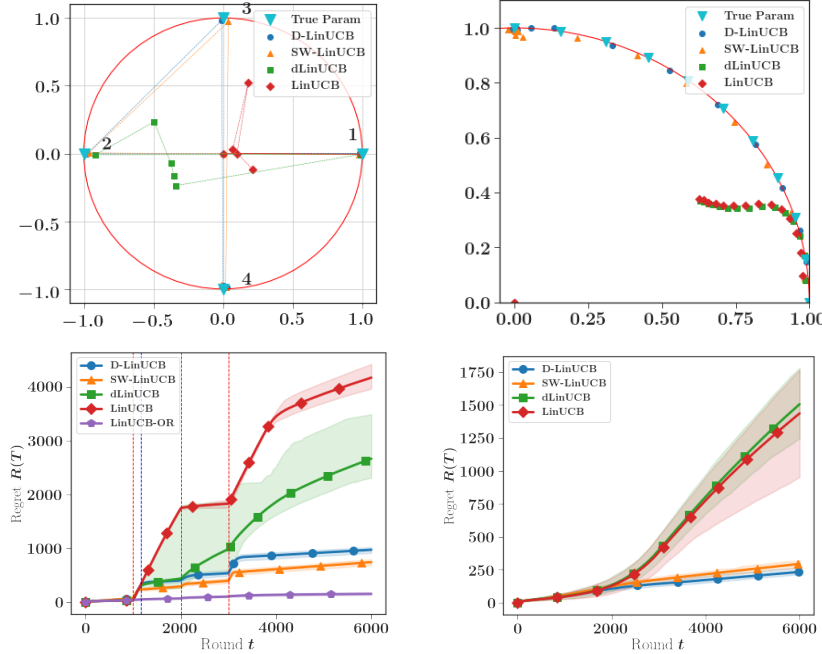 True Param
D-LinUCB
SW-LinUCB
dLinUCB
LinUCB
3
2
1
4
1.0
0.5
0.0
−0.5
−1.0
−1.0
−0.5
0.0
0.5
1.0
True Param
D-LinUCB
SW-LinUCB
dLinUCB
LinUCB
1.0
0.8
0.6
0.4
0.2
0.0
0.00
0.25
0.50
0.75
1.00
D-LinUCB
SW-LinUCB
dLinUCB
LinUCB
LinUCB-OR
Regret R(T)
4000
3000
2000
1000
0
0
2000
4000
6000
Round t
D-LinUCB
SW-LinUCB
dLinUCB
LinUCB
Regret R(T)
1750
1500
1250
1000
750
500
250
0
0
2000
4000
6000
Round t